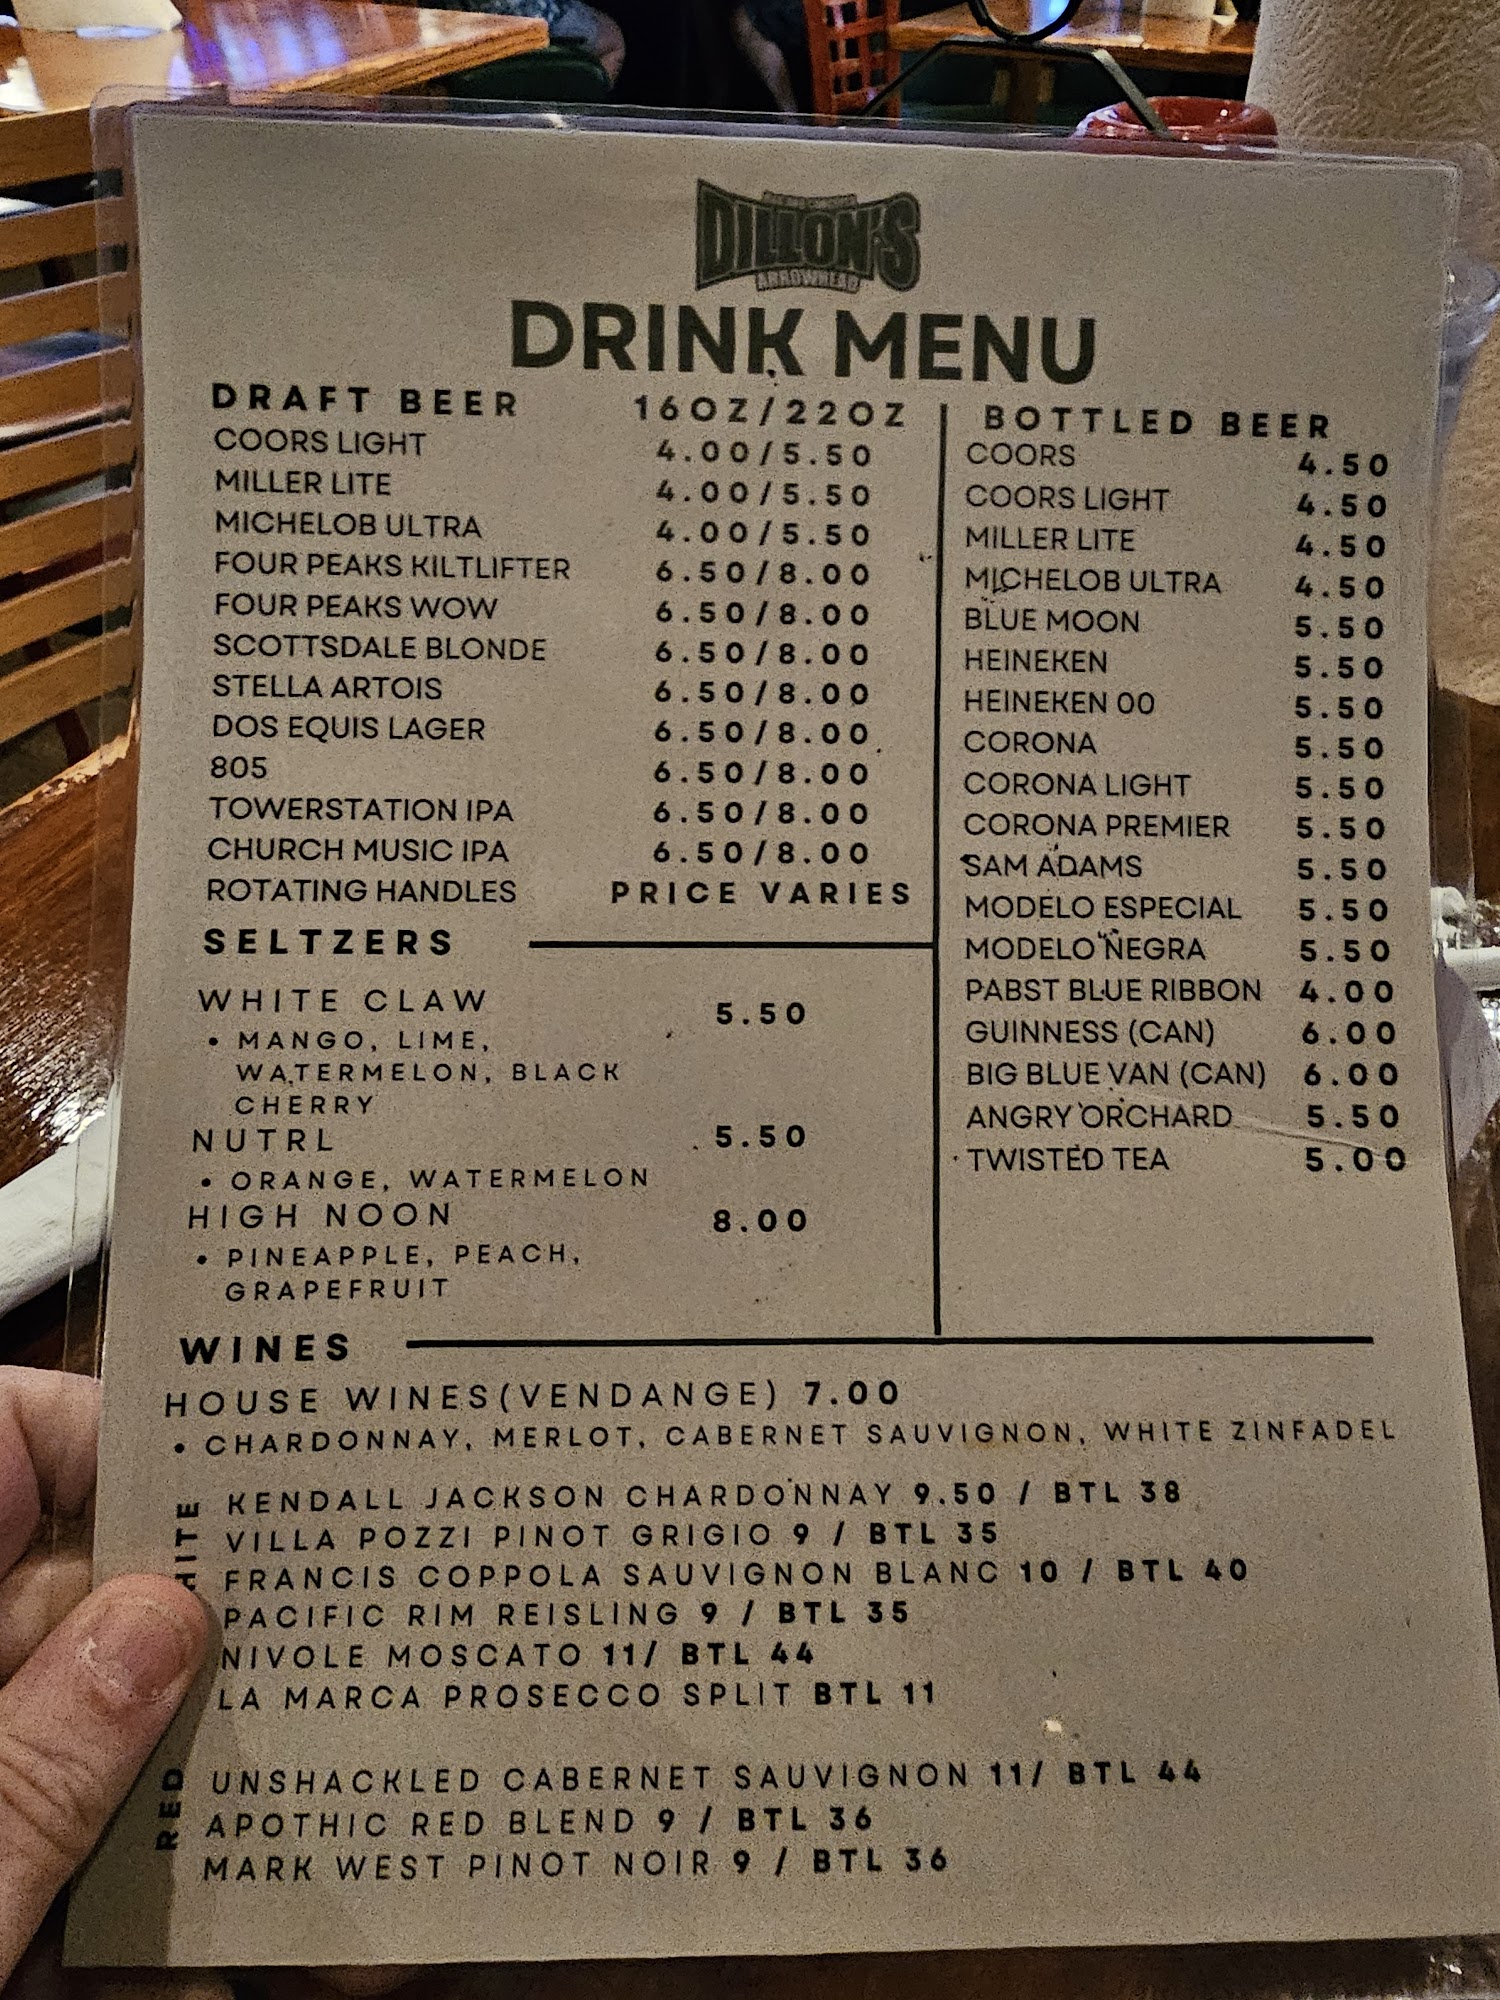 DILLON'S
ARROWHEAD
DRINK MENU
DRAFT BEER 16OZ/22OZ
COORS LIGHT 4.00/5.50
MILLER LITE 4.00/5.50
MICHELOB ULTRA 4.00/5.50
FOUR PEAKS KILTLIFTER 6.50/8.00
FOUR PEAKS WOW 6.50/8.00
SCOTTSDALE BLONDE 6.50/8.00
STELLA ARTOIS 6.50/8.00
DOS EQUIS LAGER 6.50/8.00
805 6.50/8.00
TOWERSTATION IPA 6.50/8.00
CHURCH MUSIC IPA 6.50/8.00
ROTATING HANDLES PRICE VARIES
SELTZERS
WHITE CLAW 5.50
• MANGO, LIME,
WATERMELON, BLACK
CHERRY
NUTRL 5.50
• ORANGE, WATERMELON
HIGH NOON 8.00
• PINEAPPLE, PEACH,
GRAPEFRUIT
BOTTLED BEER
COORS 4.50
COORS LIGHT 4.50
MILLER LITE 4.50
MICHELOB ULTRA 4.50
BLUE MOON 5.50
HEINEKEN 5.50
HEINEKEN 00 5.50
CORONA 5.50
CORONA LIGHT 5.50
CORONA PREMIER 5.50
SAM ADAMS 5.50
MODELO ESPECIAL 5.50
MODELO NEGRA 5.50
PABST BLUE RIBBON 4.00
GUINNESS (CAN) 6.00
BIG BLUE VAN (CAN) 6.00
ANGRY ORCHARD 5.50
TWISTED TEA 5.00
WINES
HOUSE WINES(VENDANGE) 7.00
• CHARDONNAY, MERLOT, CABERNET SAUVIGNON, WHITE ZINFADEL
KENDALL JACKSON CHARDONNAY 9.50 / BTL 38
VILLA POZZI PINOT GRIGIO 9 / BTL 35
FRANCIS COPPOLA SAUVIGNON BLANC 10 / BTL 40
PACIFIC RIM REISLING 9 / BTL 35
NIVOLE MOSCATO 11/ BTL 44
LA MARCA PROSECCO SPLIT BTL 11
RED
UNSHACKLED CABERNET SAUVIGNON 11/ BTL 44
APOTHIC RED BLEND 9 / BTL 36
MARK WEST PINOT NOIR 9 / BTL 36